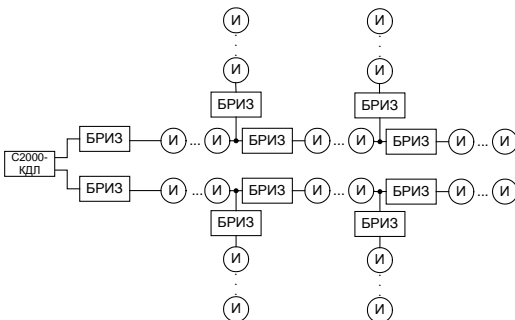 И
И
И
И
БРИЗ
БРИЗ
БРИЗ
И ... И
БРИЗ
И ... И
БРИЗ
И ... И
С2000-
КДЛ
БРИЗ
И ... И
БРИЗ
И ... И
БРИЗ
И ... И
БРИЗ
БРИЗ
И
И
И
И